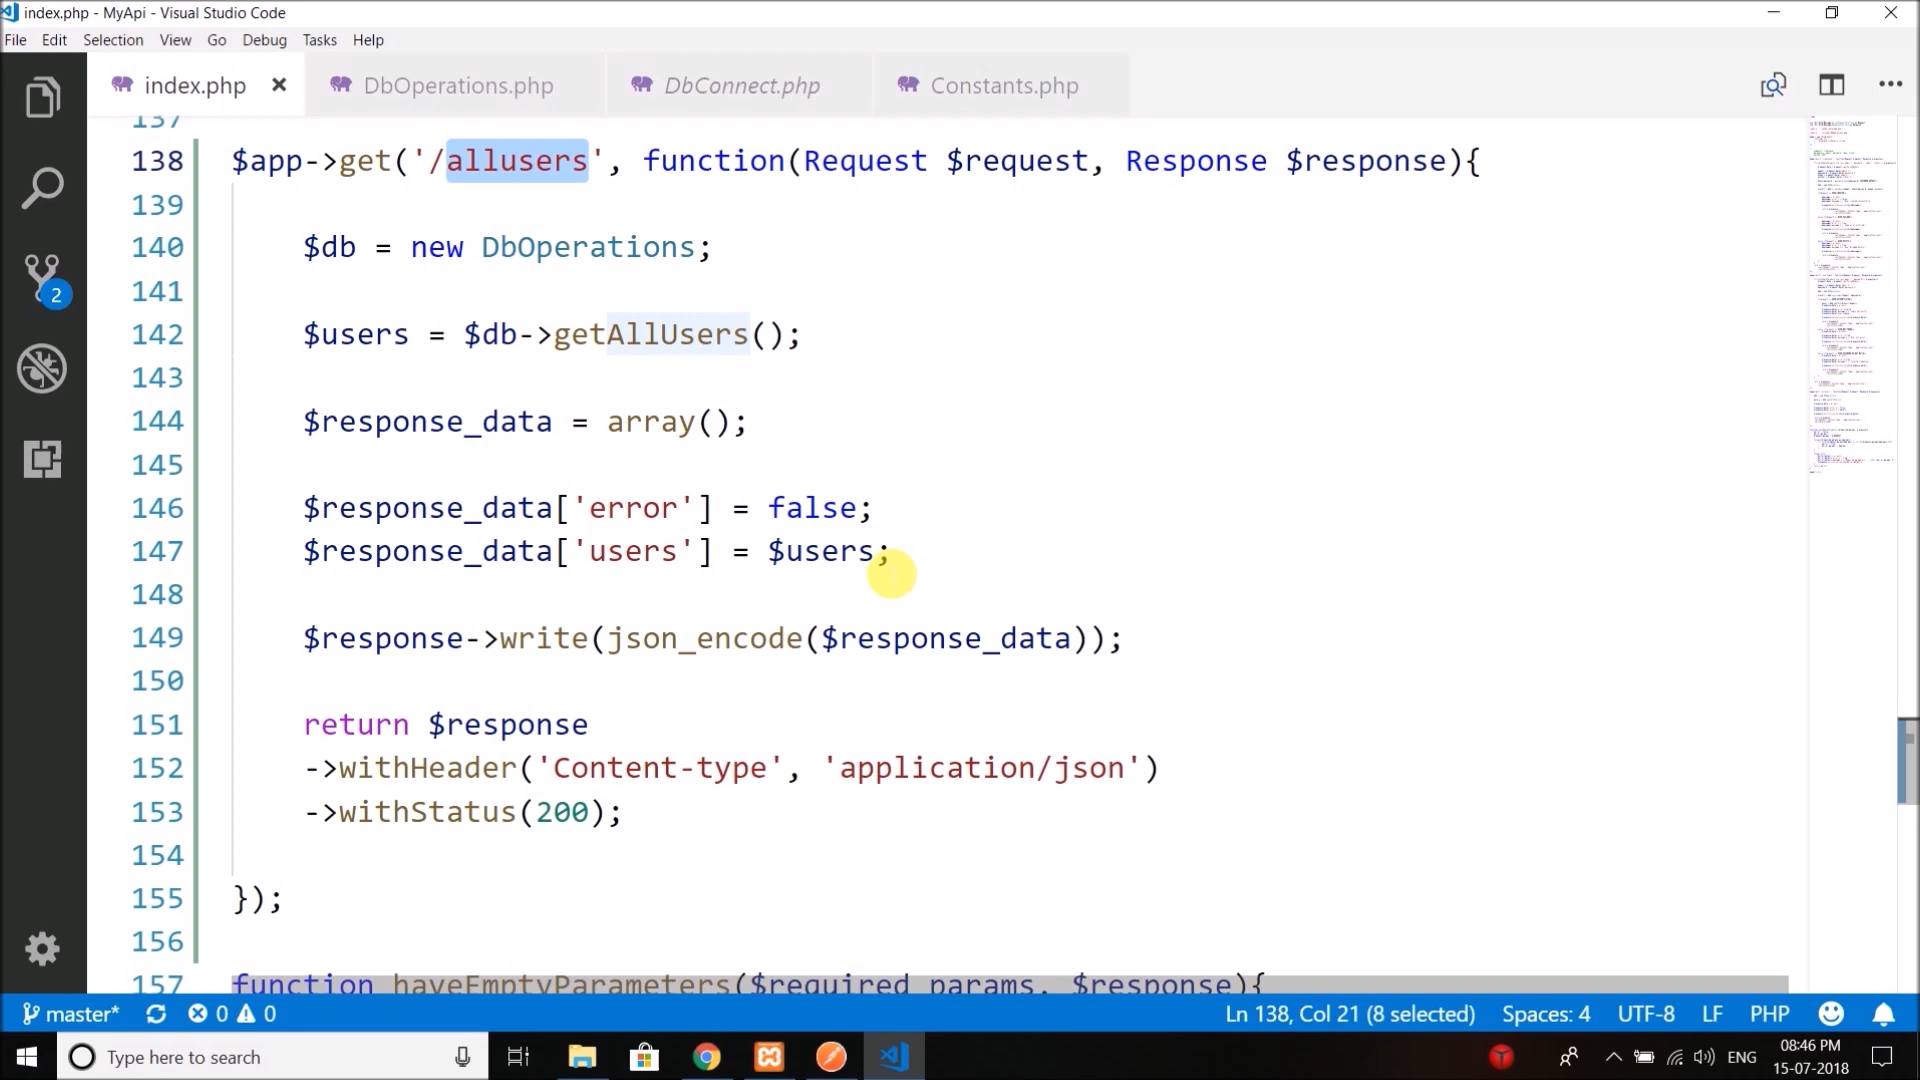 index.php - MyApi - Visual Studio Code
File Edit Selection View Go Debug Tasks Help
index.php DbOperations.php DbConnect.php Constants.php
137
138 $app->get('/allusers', function(Request $request, Response $response){
139
140 $db = new DbOperations;
141
142 $users = $db->getAllUsers();
143
144 $response_data = array();
145
146 $response_data['error'] = false;
147 $response_data['users'] = $users;
148
149 $response->write(json_encode($response_data));
150
151 return $response
152 ->withHeader('Content-type', 'application/json')
153 ->withStatus(200);
154
155 });
156
157 function haveEmptyParameters($required_params, $response){
2
master* 0 0 Ln 138, Col 21 (8 selected) Spaces: 4 UTF-8 LF PHP
Type here to search
ENG
08:46 PM
15-07-2018